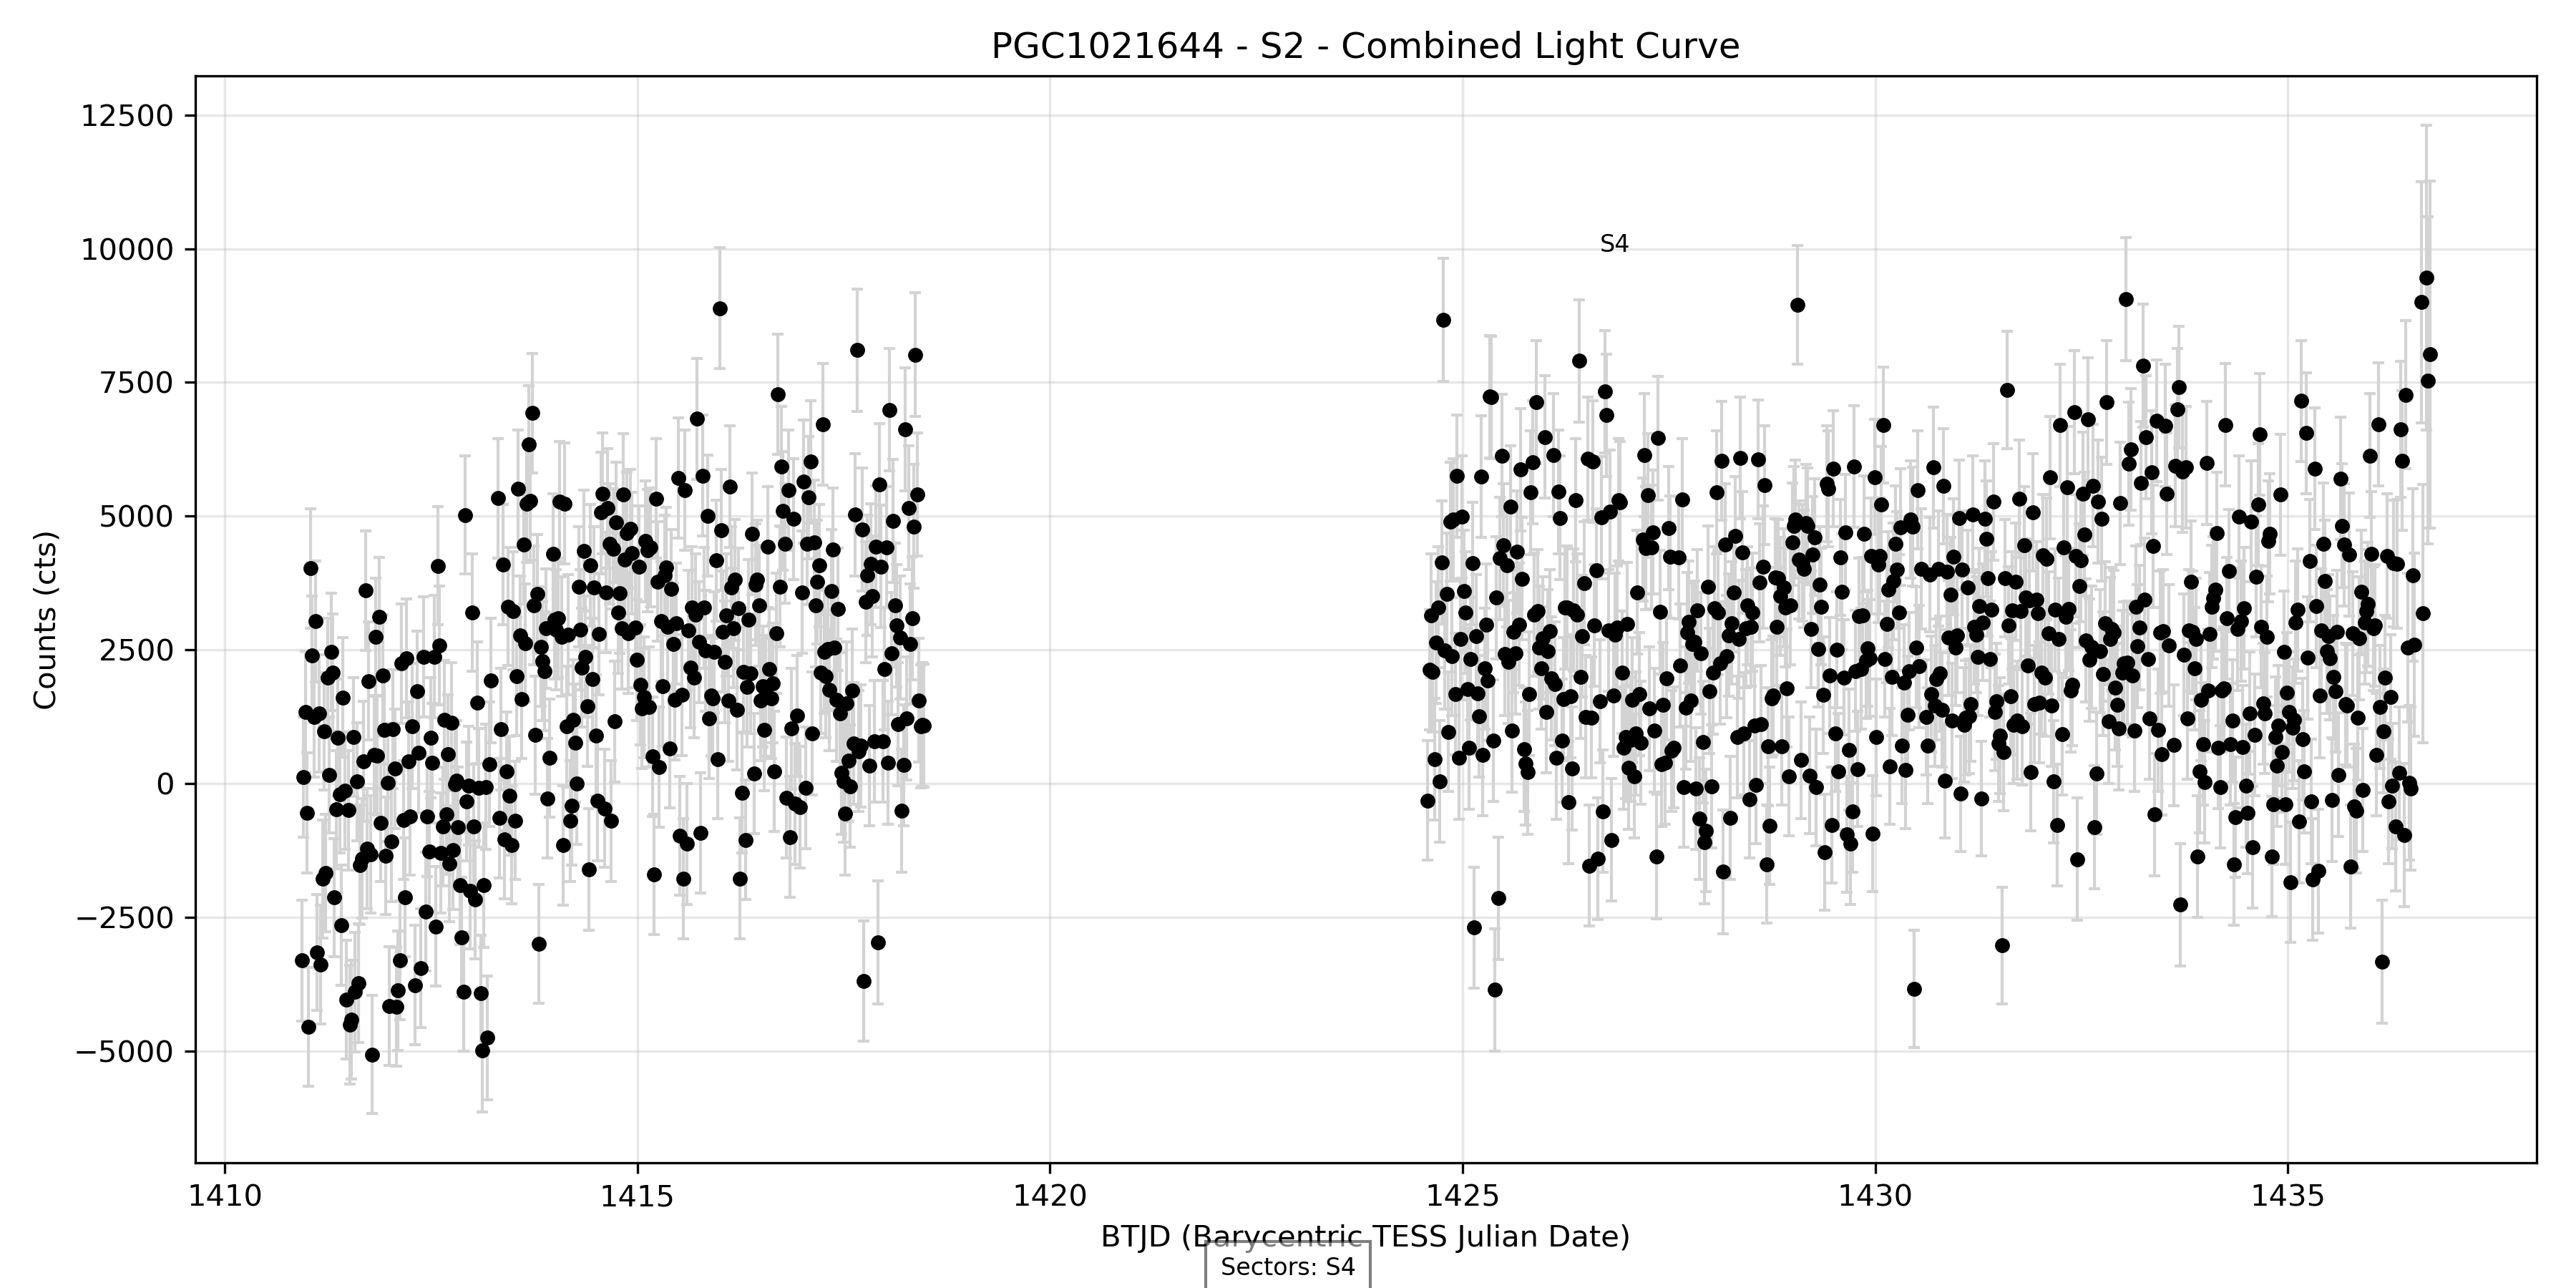 PGC1021644 - S2 - Combined Light Curve
12500
10000
7500
5000
2500
0
−2500
−5000
Counts (cts)
S4
1410 1415 1420 1425 1430 1435
BTJD (Barycentric TESS Julian Date)
Sectors: S4